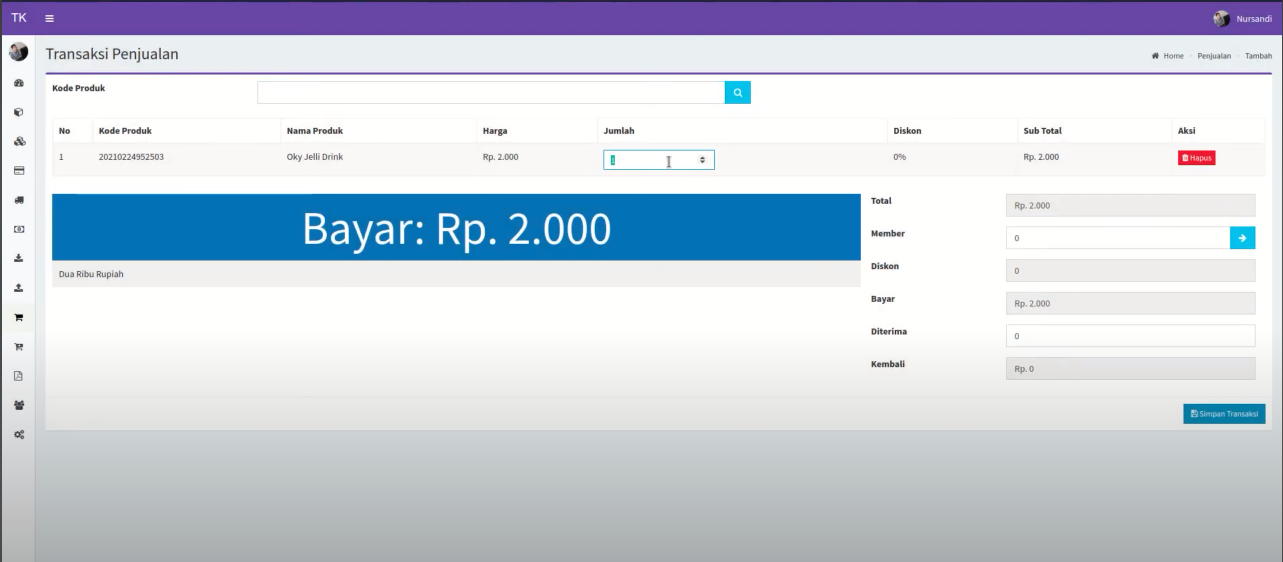 TK Nursandi
Transaksi Penjualan
Home Penjualan Tambah
Kode Produk
No Kode Produk Nama Produk Harga Jumlah Diskon Sub Total Aksi
1 20210224952503 Oky Jelli Drink Rp. 2.000 1 0% Rp. 2.000 Hapus
Bayar: Rp. 2.000
Dua Ribu Rupiah
Total Rp. 2.000
Member 0
Diskon 0
Bayar Rp. 2.000
Diterima 0
Kembali Rp. 0
Simpan Transaksi